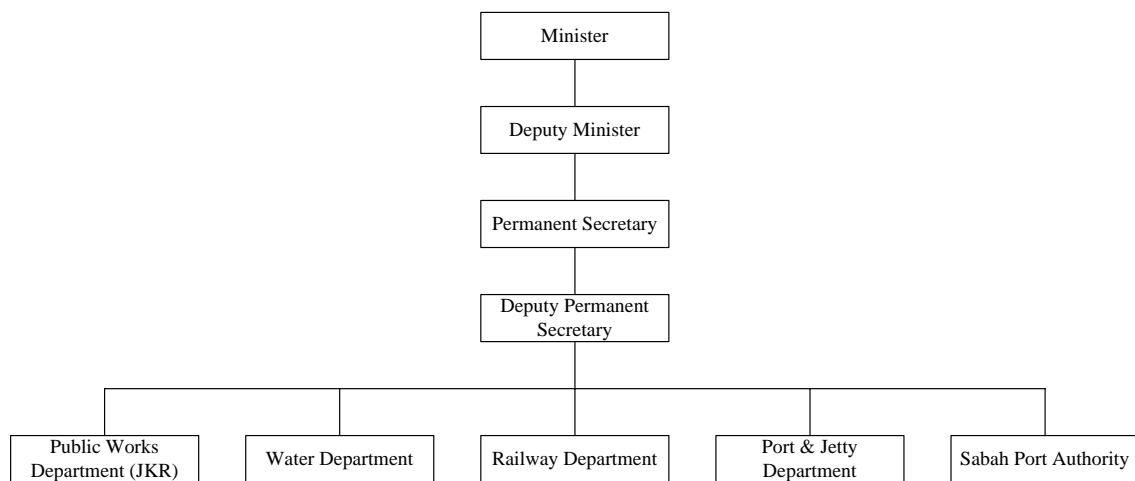 Minister
Deputy Minister
Permanent Secretary
Deputy Permanent
Secretary
Public Works
Department (JKR)
Water Department
Railway Department
Port & Jetty
Department
Sabah Port Authority